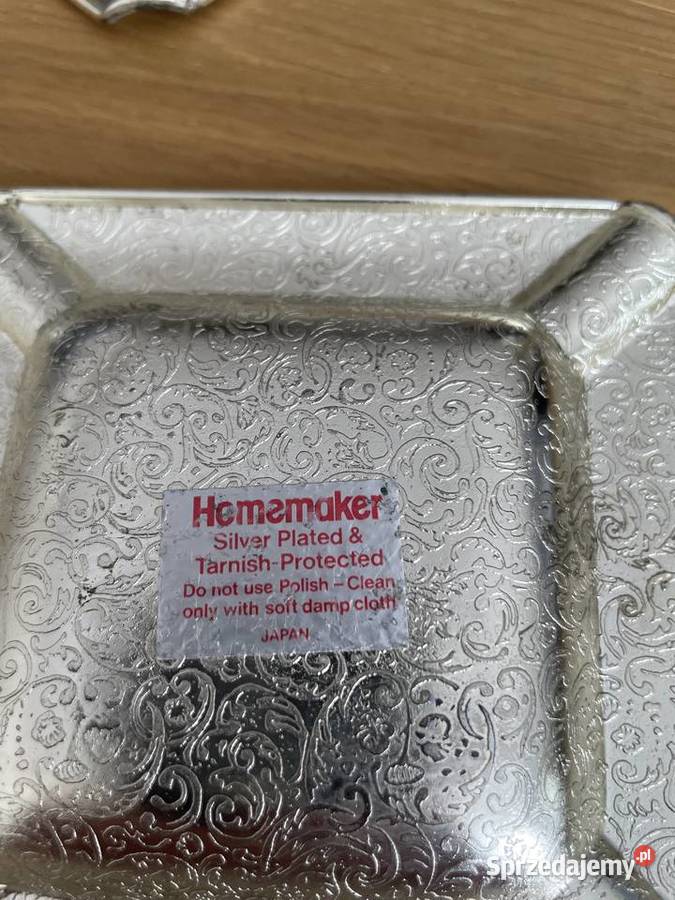 Homemaker
Silver Plated &
Tarnish-Protected
Do not use Polish – Clean
only with soft damp cloth
JAPAN
Sprzedajemy.pl